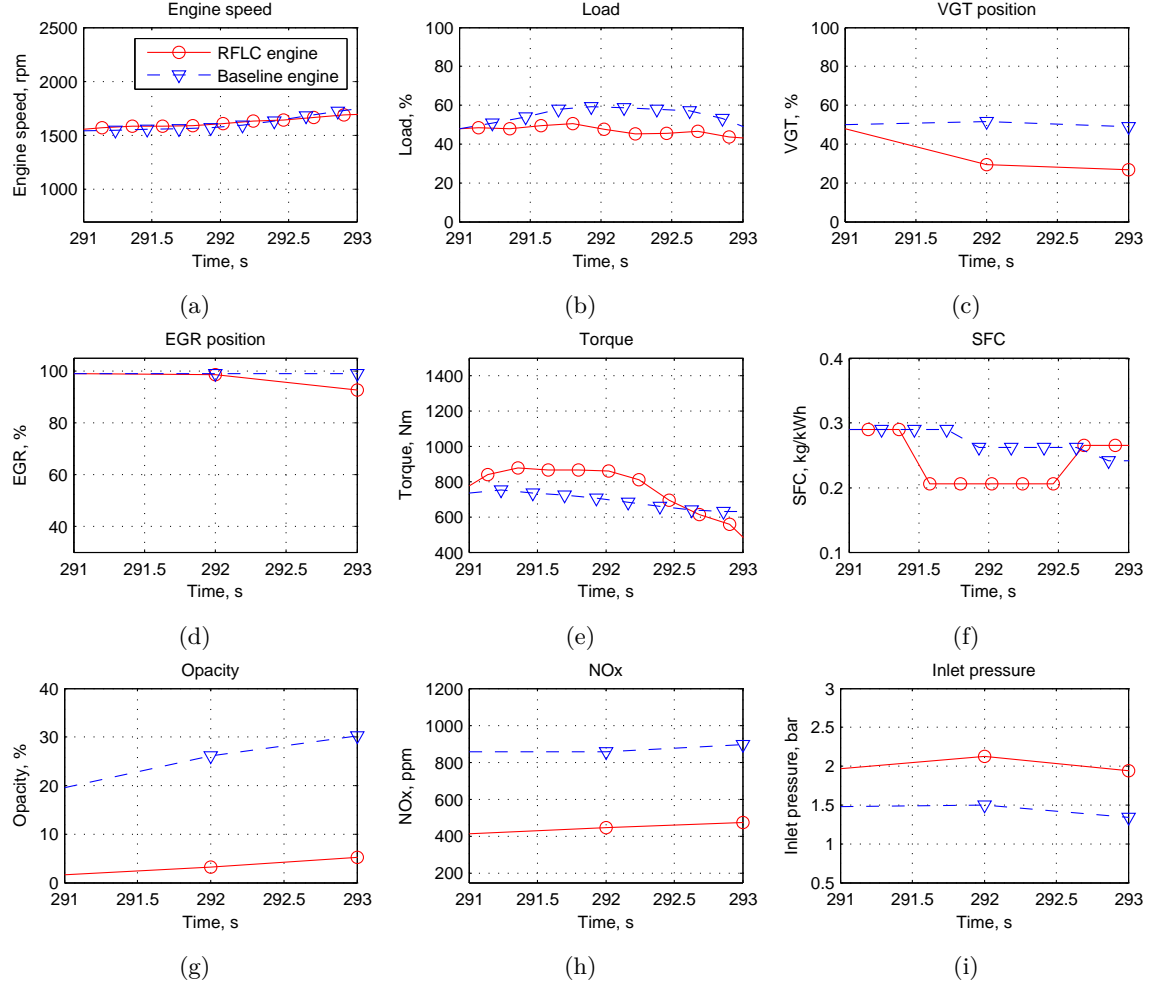 Engine speed
Engine speed, rpm
2500
2000
1500
1000
RFLC engine
Baseline engine
291 291.5 292 292.5 293
Time, s
(a)
Load
Load, %
100
80
60
40
20
0
291 291.5 292 292.5 293
Time, s
(b)
VGT position
VGT, %
100
80
60
40
20
0
291 291.5 292 292.5 293
Time, s
(c)
EGR position
EGR, %
100
80
60
40
291 291.5 292 292.5 293
Time, s
(d)
Torque
Torque, Nm
1400
1200
1000
800
600
400
291 291.5 292 292.5 293
Time, s
(e)
SFC
SFC, kg/kWh
0.4
0.3
0.2
0.1
291 291.5 292 292.5 293
Time, s
(f)
Opacity
Opacity, %
40
30
20
10
0
291 291.5 292 292.5 293
Time, s
(g)
NOx
NOx, ppm
1200
1000
800
600
400
200
291 291.5 292 292.5 293
Time, s
(h)
Inlet pressure
Inlet pressure, bar
3
2.5
2
1.5
1
0.5
291 291.5 292 292.5 293
Time, s
(i)